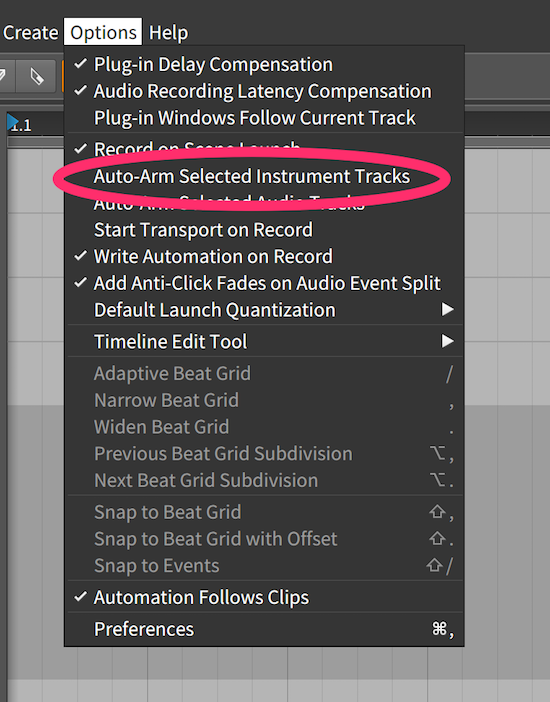 Create Options Help
1.1
✓ Plug-in Delay Compensation
✓ Audio Recording Latency Compensation
Plug-in Windows Follow Current Track
✓ Record on Scene Launch
Auto-Arm Selected Instrument Tracks
Auto-Arm Selected Audio Tracks
Start Transport on Record
✓ Write Automation on Record
✓ Add Anti-Click Fades on Audio Event Split
Default Launch Quantization ▶
Timeline Edit Tool ▶
Adaptive Beat Grid /
Narrow Beat Grid ,
Widen Beat Grid .
Previous Beat Grid Subdivision ⌥,
Next Beat Grid Subdivision ⌥.
Snap to Beat Grid ⇧,
Snap to Beat Grid with Offset ⇧.
Snap to Events ⇧/
✓ Automation Follows Clips
Preferences ⌘,